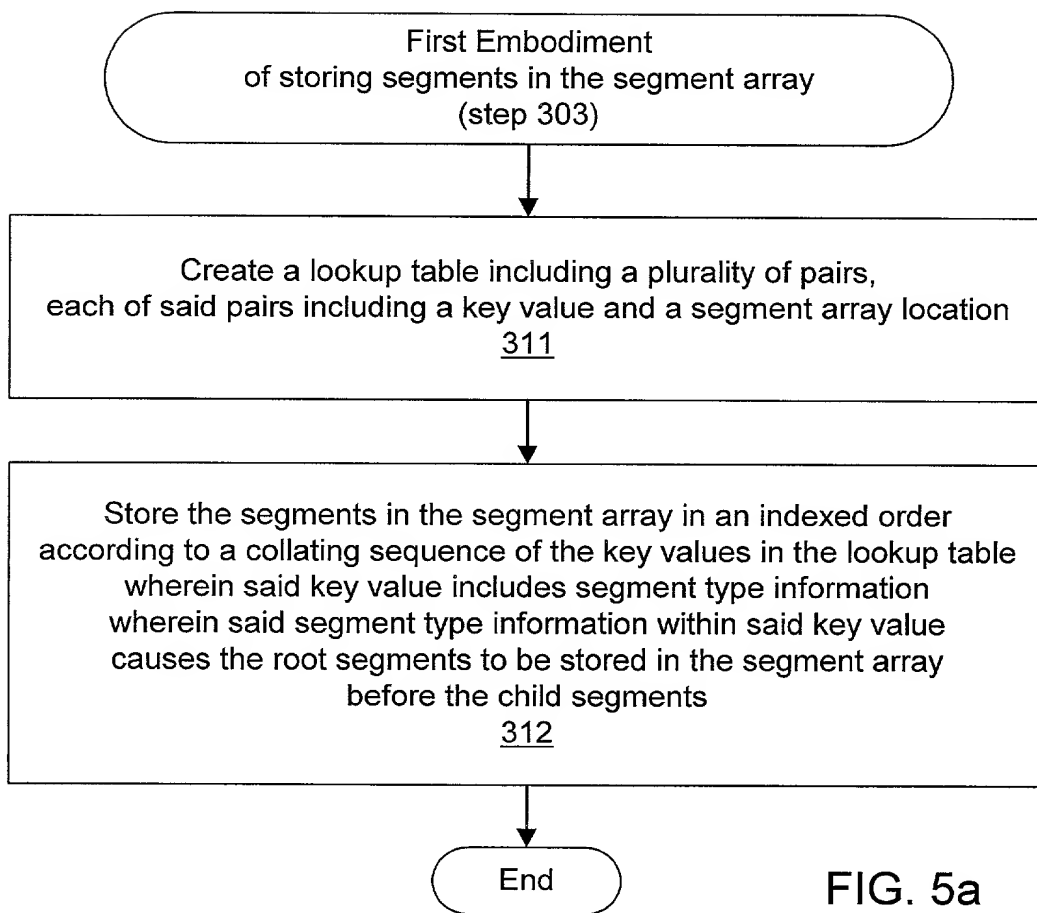 First Embodiment
of storing segments in the segment array
(step 303)
Create a lookup table including a plurality of pairs,
each of said pairs including a key value and a segment array location
311
Store the segments in the segment array in an indexed order
according to a collating sequence of the key values in the lookup table
wherein said key value includes segment type information
wherein said segment type information within said key value
causes the root segments to be stored in the segment array
before the child segments
312
End
FIG. 5a